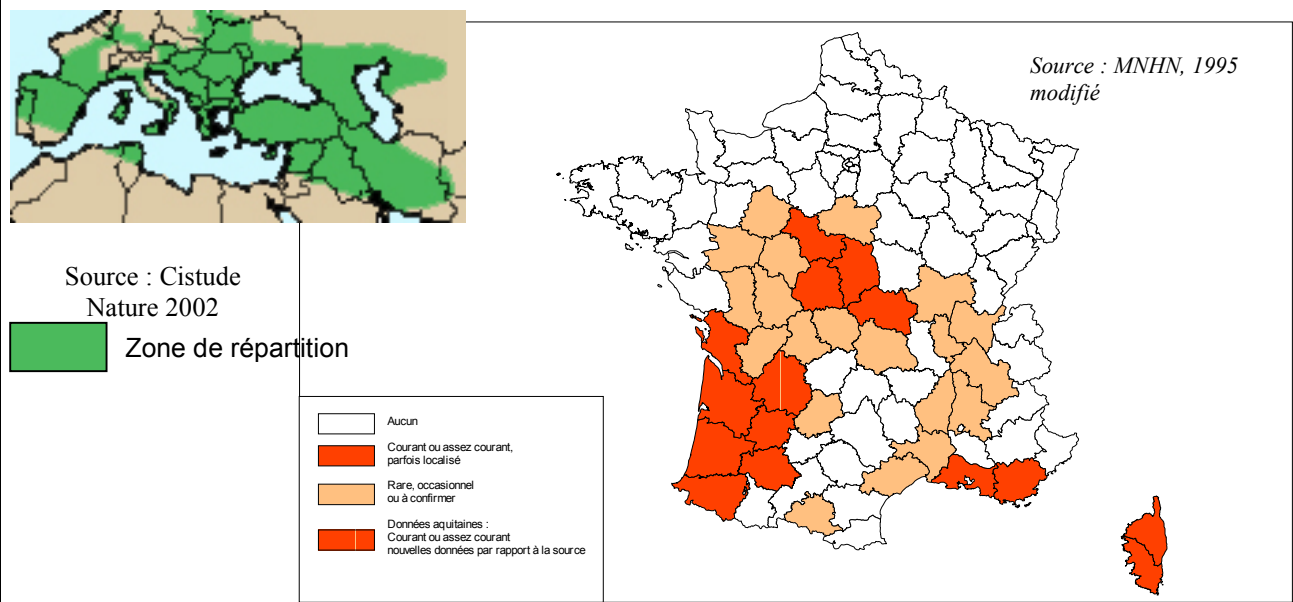 Source : MNHN, 1995
modifié
Source : Cistude
Nature 2002
Zone de répartition
Aucun
Courant ou assez courant,
parfois localisé
Rare, occasionnel
ou à confirmer
Données aquitaines :
Courant ou assez courant
nouvelles données par rapport à la source